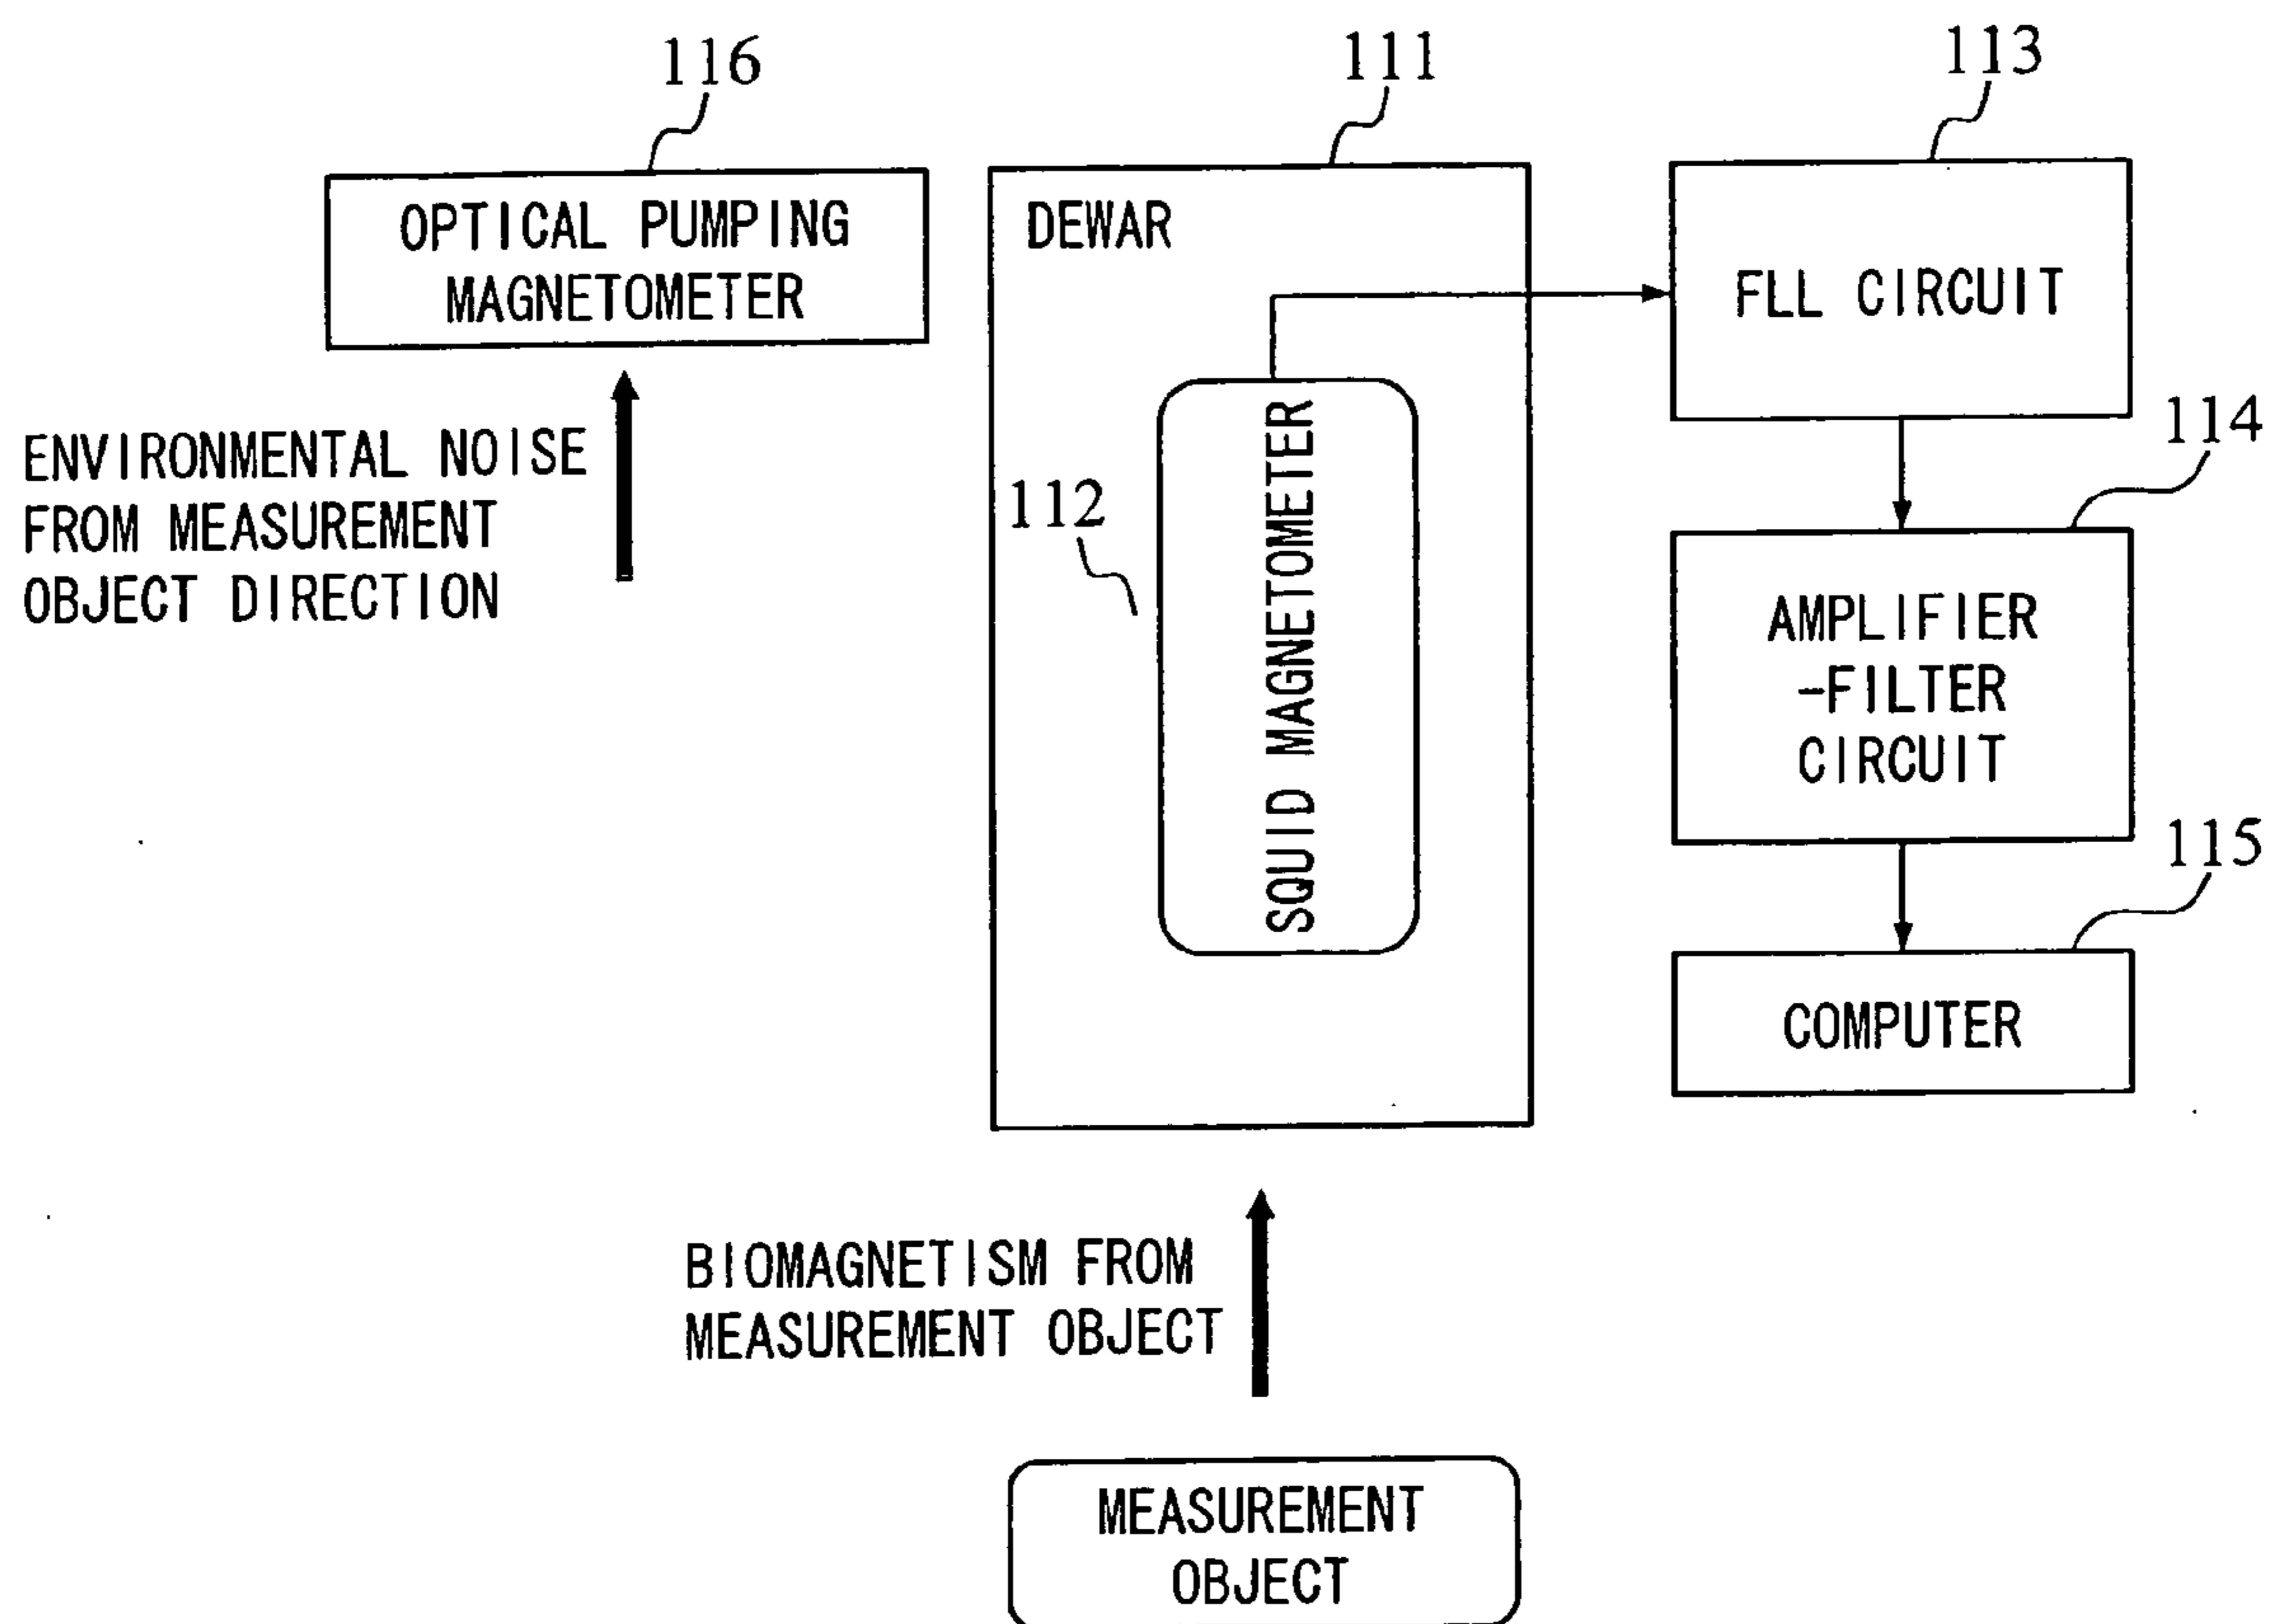 116
111
113
OPTICAL PUMPING
MAGNETOMETER
DEWAR
FLL CIRCUIT
ENVIRONMENTAL NOISE
FROM MEASUREMENT
OBJECT DIRECTION
112
SQUID MAGNETOMETER
114
AMPLIFIER
-FILTER
CIRCUIT
115
COMPUTER
BIOMAGNETISM FROM
MEASUREMENT OBJECT
MEASUREMENT
OBJECT